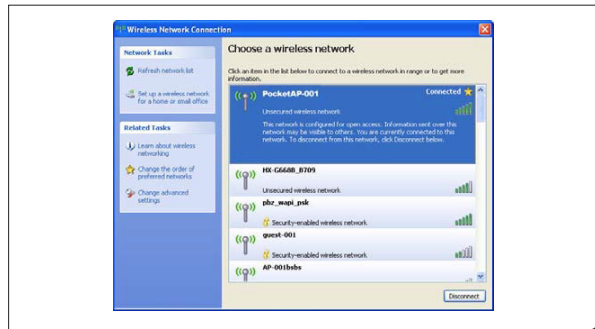 Wireless Network Connection
Network Tasks
Refresh network list
Set up a wireless network
for a home or small office
Related Tasks
Learn about wireless
networking
Change the order of
preferred networks
Change advanced
settings
Choose a wireless network
Click an item in the list below to connect to a wireless network in range or to get more
information.
PocketAP-001
Connected
Unsecured wireless network
This network is configured for open access. Information sent over this
network may be visible to others. You are currently connected to this
network. To disconnect from this network, click Disconnect below.
HX-G668B_B709
Unsecured wireless network
pbz_wapi_psk
Security-enabled wireless network
guest-001
Security-enabled wireless network
AP-001bsbs
Disconnect